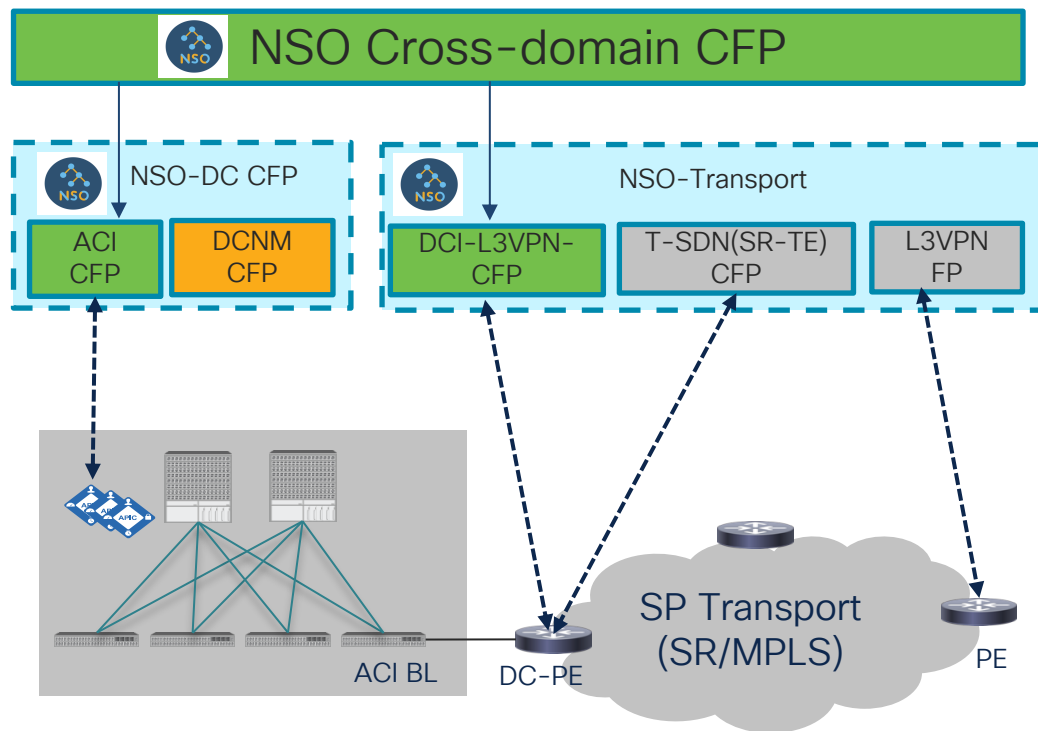 NSO
NSO Cross-domain CFP
NSO
NSO-DC CFP
NSO
NSO-Transport
ACI
CFP
DCNM
CFP
DCI-L3VPN-
CFP
T-SDN(SR-TE)
CFP
L3VPN
FP
APIC
SP Transport
(SR/MPLS)
ACI BL
DC-PE
PE